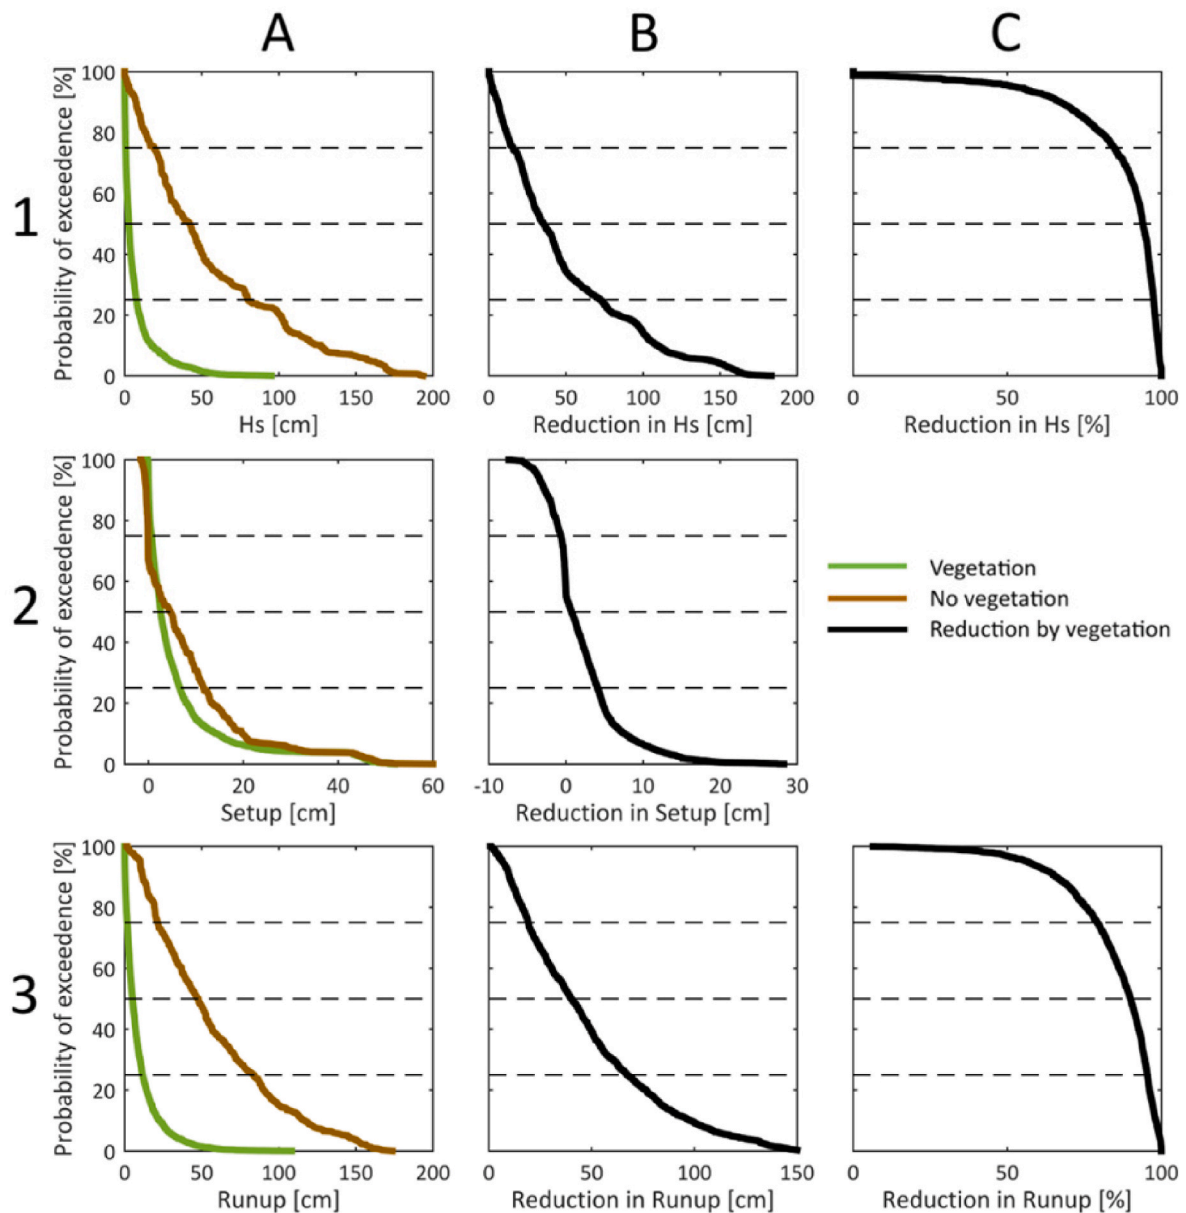 A B C
1
Probability of exceedence [%]
100
80
60
40
20
0
0 50 100 150 200
Hs [cm]
0 50 100 150 200
Reduction in Hs [cm]
0 50 100
Reduction in Hs [%]
2
Probability of exceedence [%]
100
80
60
40
20
0
0 20 40 60
Setup [cm]
-10 0 10 20 30
Reduction in Setup [cm]
Vegetation
No vegetation
Reduction by vegetation
3
Probability of exceedence [%]
100
80
60
40
20
0
0 50 100 150 200
Runup [cm]
0 50 100 150
Reduction in Runup [cm]
0 50 100
Reduction in Runup [%]